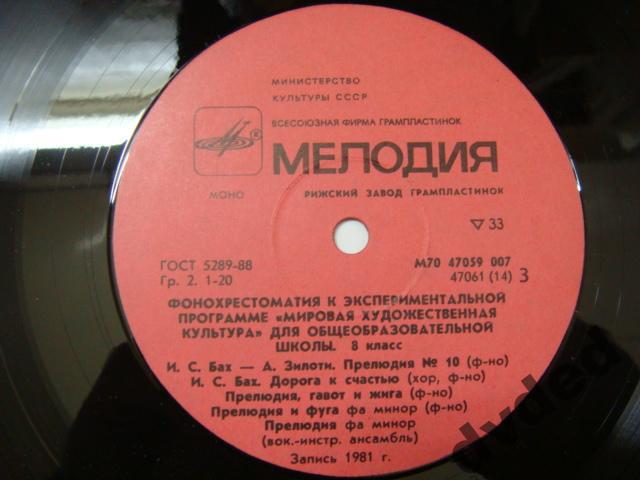 МИНИСТЕРСТВО
КУЛЬТУРЫ СССР
ВСЕСОЮЗНАЯ ФИРМА ГРАМПЛАСТИНОК
МЕЛОДИЯ
МОНО
РИЖСКИЙ ЗАВОД ГРАМПЛАСТИНОК
33
ГОСТ 5289-88
М70 47059 007
Гр. 2. 1-20
47061 (14) 3
ФОНОХРЕСТОМАТИЯ К ЭКСПЕРИМЕНТАЛЬНОЙ
ПРОГРАММЕ «МИРОВАЯ ХУДОЖЕСТВЕННАЯ
КУЛЬТУРА» ДЛЯ ОБЩЕОБРАЗОВАТЕЛЬНОЙ
ШКОЛЫ. 8 класс
И. С. Бах — А. Зилоти. Прелюдия № 10 (ф-но)
И. С. Бах. Дорога к счастью (хор, ф-но)
Прелюдия, гавот и жига (ф-но)
Прелюдия и фуга фа минор (ф-но)
Прелюдия фа минор
(вок.-инстр. ансамбль)
Запись 1981 г.
dvded